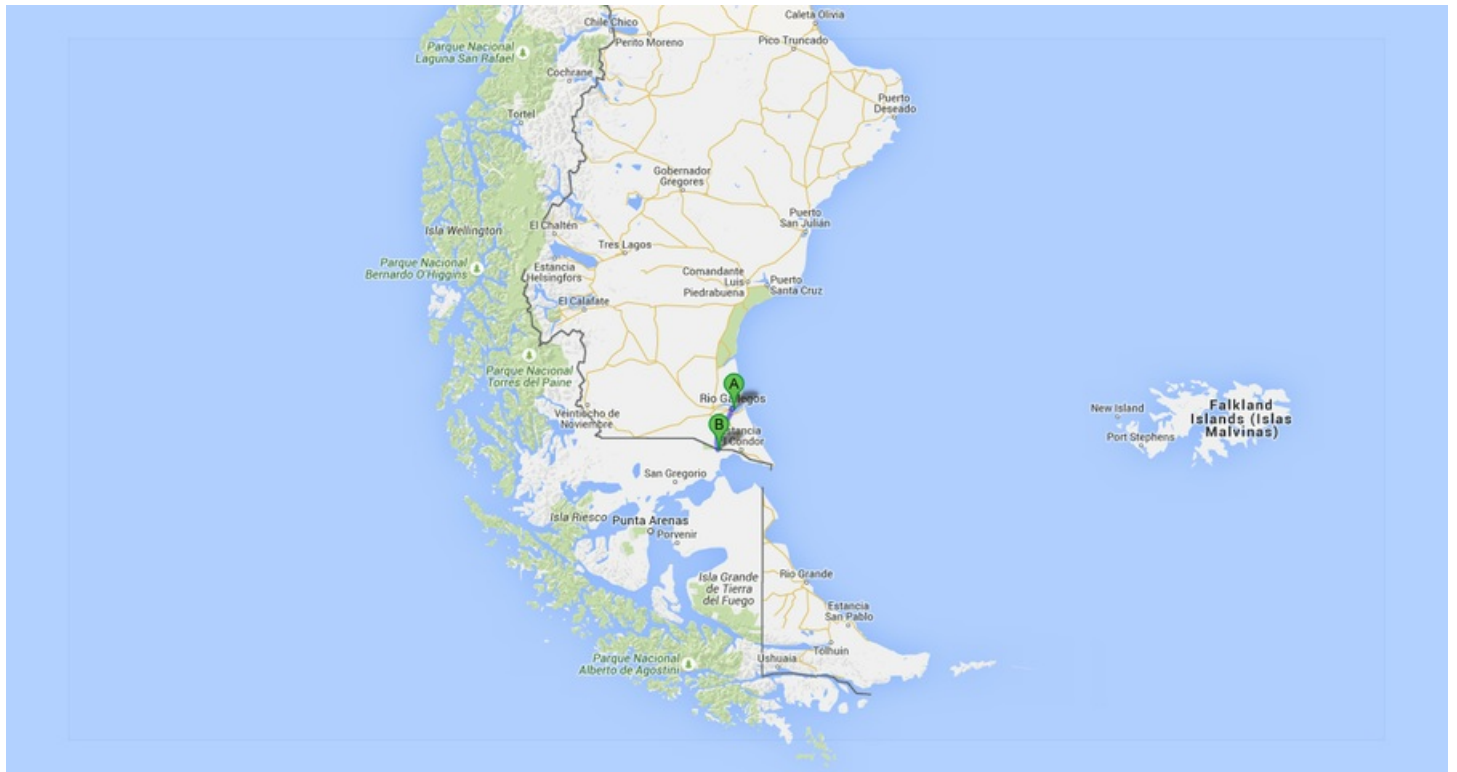 Caleta Olivia
Chile Chico
Perito Moreno
Pico Truncado
Parque Nacional
Laguna San Rafael
Cochrane
Puerto
Deseado
Tortel
Gobernador
Gregores
Puerto
San Julián
El Chaltén
Isla Wellington
Tres Lagos
Parque Nacional
Bernardo O'Higgins
Estancia
Helsingfors
Comandante
Luis
Piedrabuena
Puerto
Santa Cruz
El Calafate
Parque Nacional
Torres del Paine
A
Rio Gallegos
Veintiocho de
Noviembre
B
Estancia
Condor
New Island
Falkland
Islands (Islas
Malvinas)
Port Stephens
San Gregorio
Isla Riesco
Punta Arenas
Porvenir
Isla Grande
de Tierra
del Fuego
Rio Grande
Estancia
San Pablo
Tolhuin
Ushuaia
Parque Nacional
Alberto de Agostini